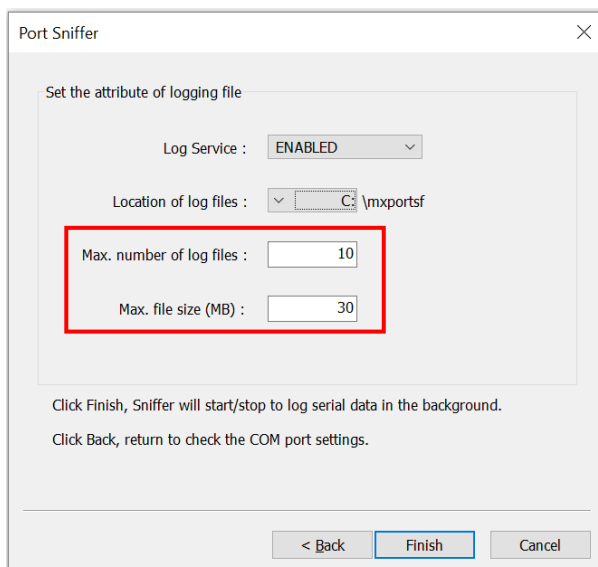 Port Sniffer
Set the attribute of logging file
Log Service : ENABLED
Location of log files : C: \mxportsf
Max. number of log files : 10
Max. file size (MB) : 30
Click Finish, Sniffer will start/stop to log serial data in the background.
Click Back, return to check the COM port settings.
< Back Finish Cancel